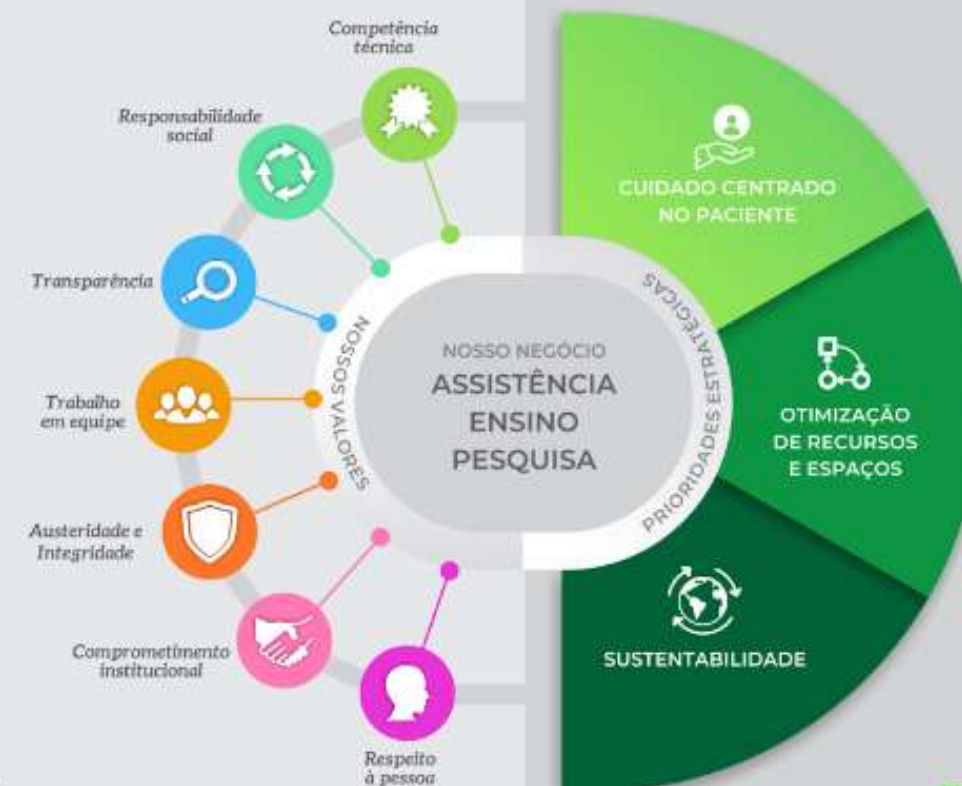 Competência
técnica
Responsabilidade
social
Transparência
Trabalho
em equipe
Austeridade e
Integridade
Comprometimento
institucional
Respeito
à pessoa
NOSSOS VALORES
NOSSO NEGÓCIO
ASSISTÊNCIA
ENSINO
PESQUISA
PRIORIDADES ESTRATÉGICAS
CUIDADO CENTRADO
NO PACIENTE
OTIMIZAÇÃO
DE RECURSOS
E ESPAÇOS
SUSTENTABILIDADE